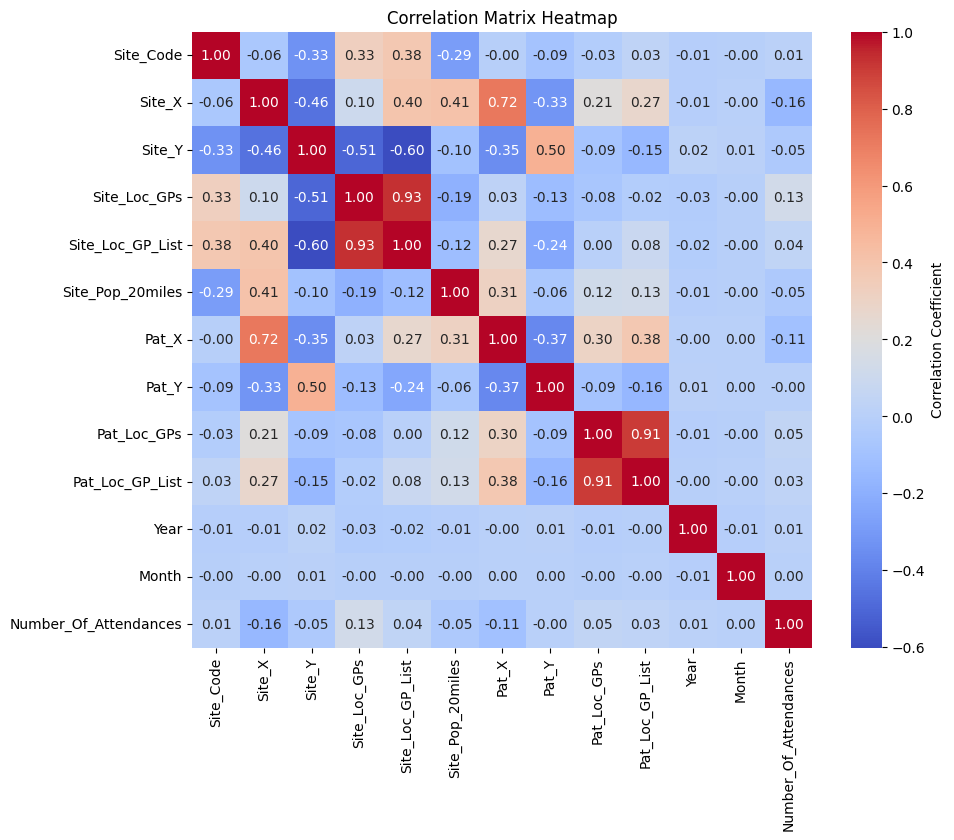 Correlation Matrix Heatmap
Site_Code 1.00 -0.06 -0.33 0.33 0.38 -0.29 -0.00 -0.09 -0.03 0.03 -0.01 -0.00 0.01
Site_X -0.06 1.00 -0.46 0.10 0.40 0.41 0.72 -0.33 0.21 0.27 -0.01 -0.00 -0.16
Site_Y -0.33 -0.46 1.00 -0.51 -0.60 -0.10 -0.35 0.50 -0.09 -0.15 0.02 0.01 -0.05
Site_Loc_GPs 0.33 0.10 -0.51 1.00 0.93 -0.19 0.03 -0.13 -0.08 -0.02 -0.03 -0.00 0.13
Site_Loc_GP_List 0.38 0.40 -0.60 0.93 1.00 -0.12 0.27 -0.24 0.00 0.08 -0.02 -0.00 0.04
Site_Pop_20miles -0.29 0.41 -0.10 -0.19 -0.12 1.00 0.31 -0.06 0.12 0.13 -0.01 -0.00 -0.05
Pat_X -0.00 0.72 -0.35 0.03 0.27 0.31 1.00 -0.37 0.30 0.38 -0.00 0.00 -0.11
Pat_Y -0.09 -0.33 0.50 -0.13 -0.24 -0.06 -0.37 1.00 -0.09 -0.16 0.01 0.00 -0.00
Pat_Loc_GPs -0.03 0.21 -0.09 -0.08 0.00 0.12 0.30 -0.09 1.00 0.91 -0.01 -0.00 0.05
Pat_Loc_GP_List 0.03 0.27 -0.15 -0.02 0.08 0.13 0.38 -0.16 0.91 1.00 -0.00 -0.00 0.03
Year -0.01 -0.01 0.02 -0.03 -0.02 -0.01 -0.00 0.01 -0.01 -0.00 1.00 -0.01 0.01
Month -0.00 -0.00 0.01 -0.00 -0.00 -0.00 0.00 0.00 -0.00 -0.00 -0.01 1.00 0.00
Number_Of_Attendances 0.01 -0.16 -0.05 0.13 0.04 -0.05 -0.11 -0.00 0.05 0.03 0.01 0.00 1.00
Site_Code
Site_X
Site_Y
Site_Loc_GPs
Site_Loc_GP_List
Site_Pop_20miles
Pat_X
Pat_Y
Pat_Loc_GPs
Pat_Loc_GP_List
Year
Month
Number_Of_Attendances
1.0
0.8
0.6
0.4
0.2
0.0
−0.2
−0.4
−0.6
Correlation Coefficient